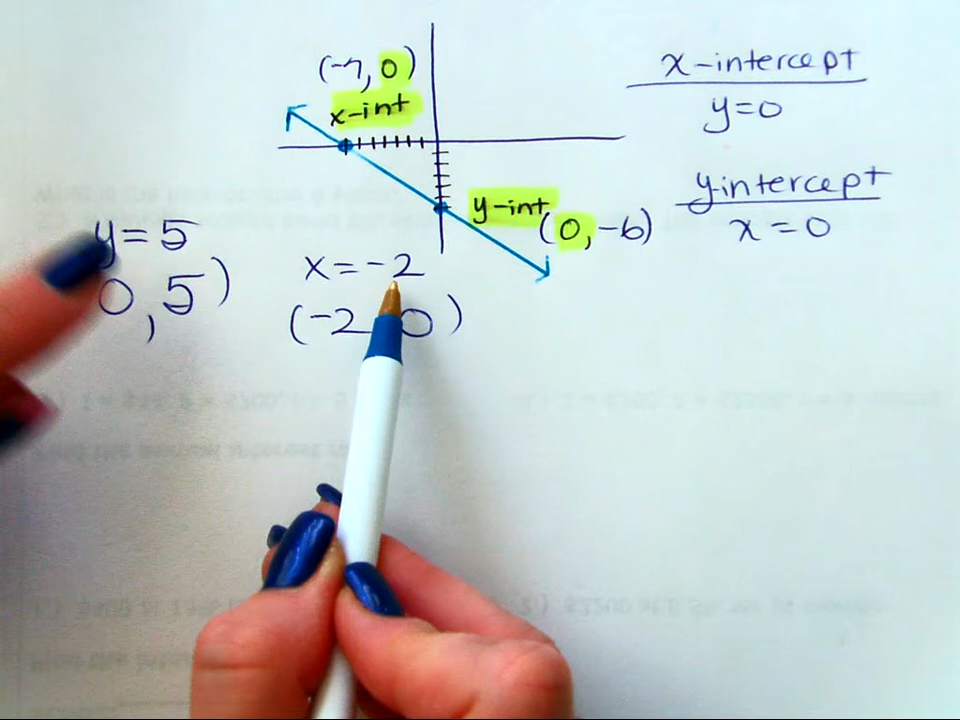 (-7, 0)
x-int
x-intercept
y=0
y-int
(0, -6)
y-intercept
x = 0
y= 5
0, 5)
x = -2
(-2 0)